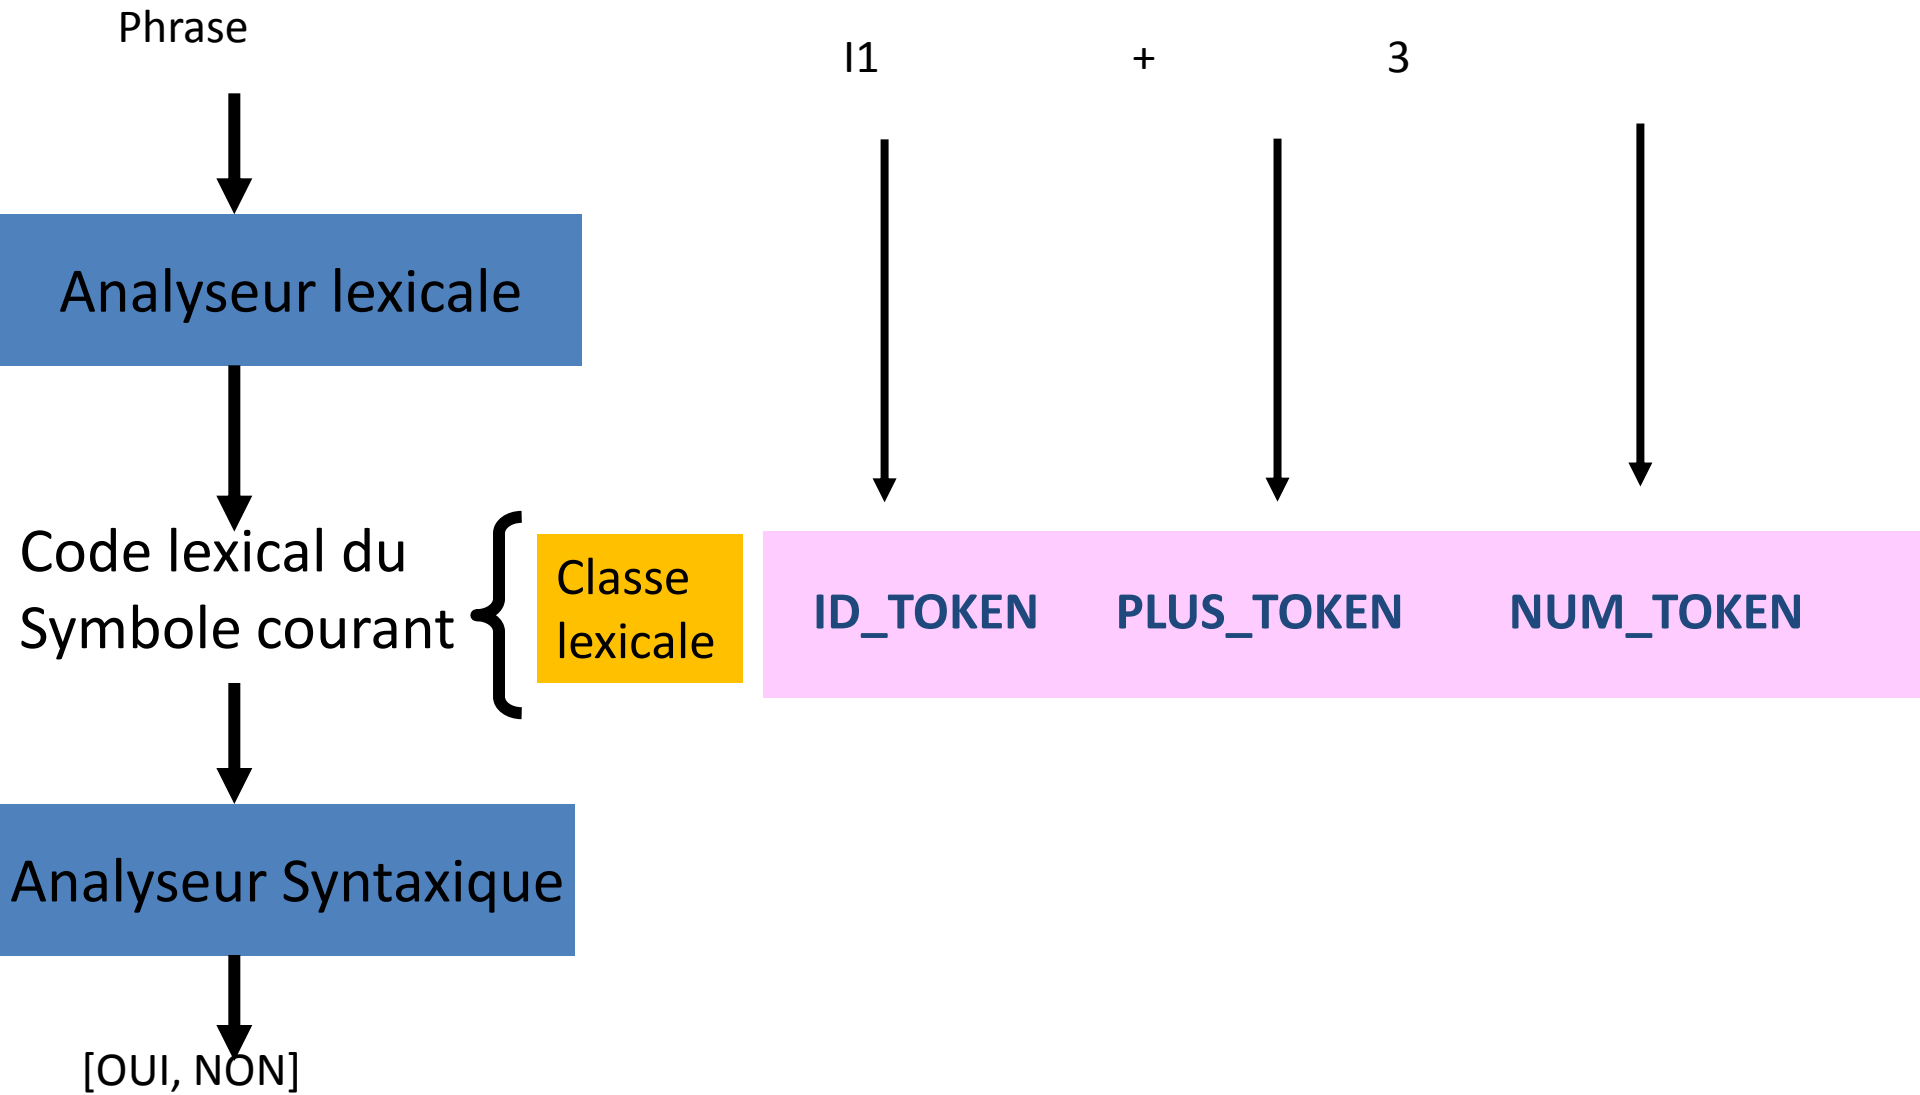 Phrase
I1 + 3
Analyseur lexicale
Code lexical du
Symbole courant
Classe
lexicale
ID_TOKEN PLUS_TOKEN NUM_TOKEN
Analyseur Syntaxique
[OUI, NON]